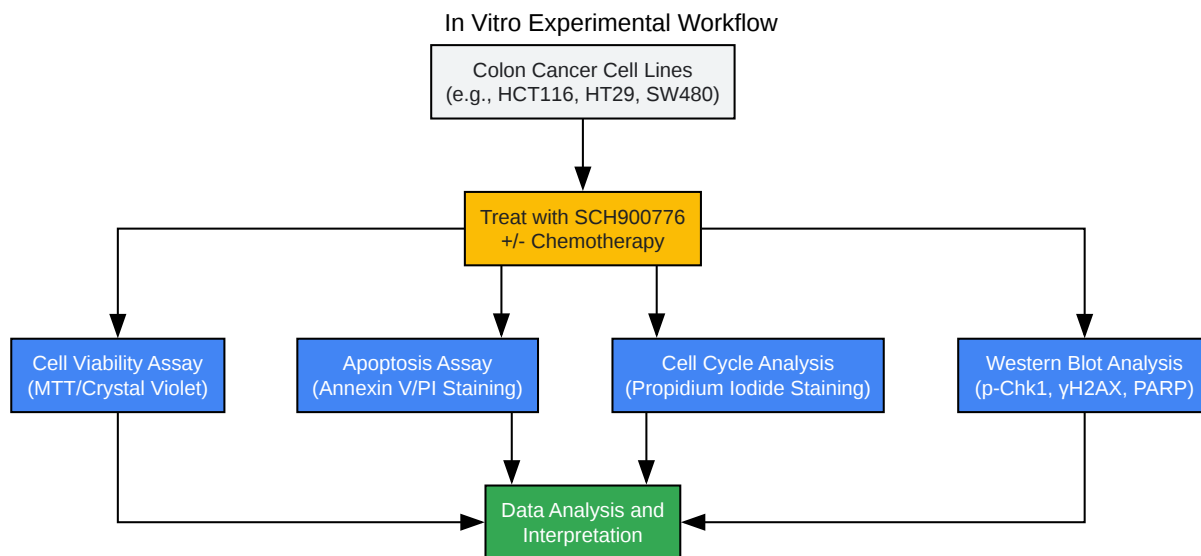 In Vitro Experimental Workflow
Colon Cancer Cell Lines
(e.g., HCT116, HT29, SW480)
Treat with SCH900776
+/- Chemotherapy
Cell Viability Assay
(MTT/Crystal Violet)
Apoptosis Assay
(Annexin V/PI Staining)
Cell Cycle Analysis
(Propidium Iodide Staining)
Western Blot Analysis
(p-Chk1, γH2AX, PARP)
Data Analysis and
Interpretation